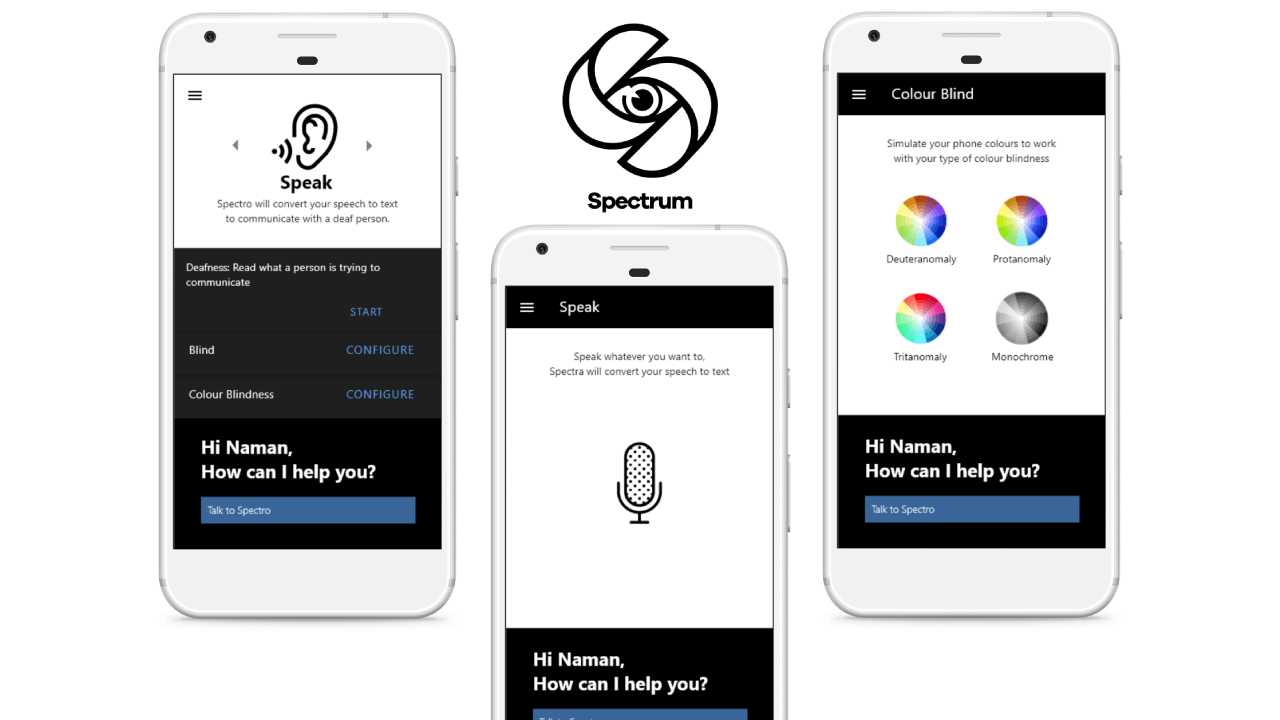 Speak
Spectro will convert your speech to text
to communicate with a deaf person.
Deafness: Read what a person is trying to
communicate
START
Blind
CONFIGURE
Colour Blindness
CONFIGURE
Hi Naman,
How can I help you?
Talk to Spectro
Spectrum
Speak
Speak whatever you want to,
Spectra will convert your speech to text
Hi Naman,
How can I help you?
Colour Blind
Simulate your phone colours to work
with your type of colour blindness
Deuteranomaly
Protanomaly
Tritanomaly
Monochrome
Hi Naman,
How can I help you?
Talk to Spectro